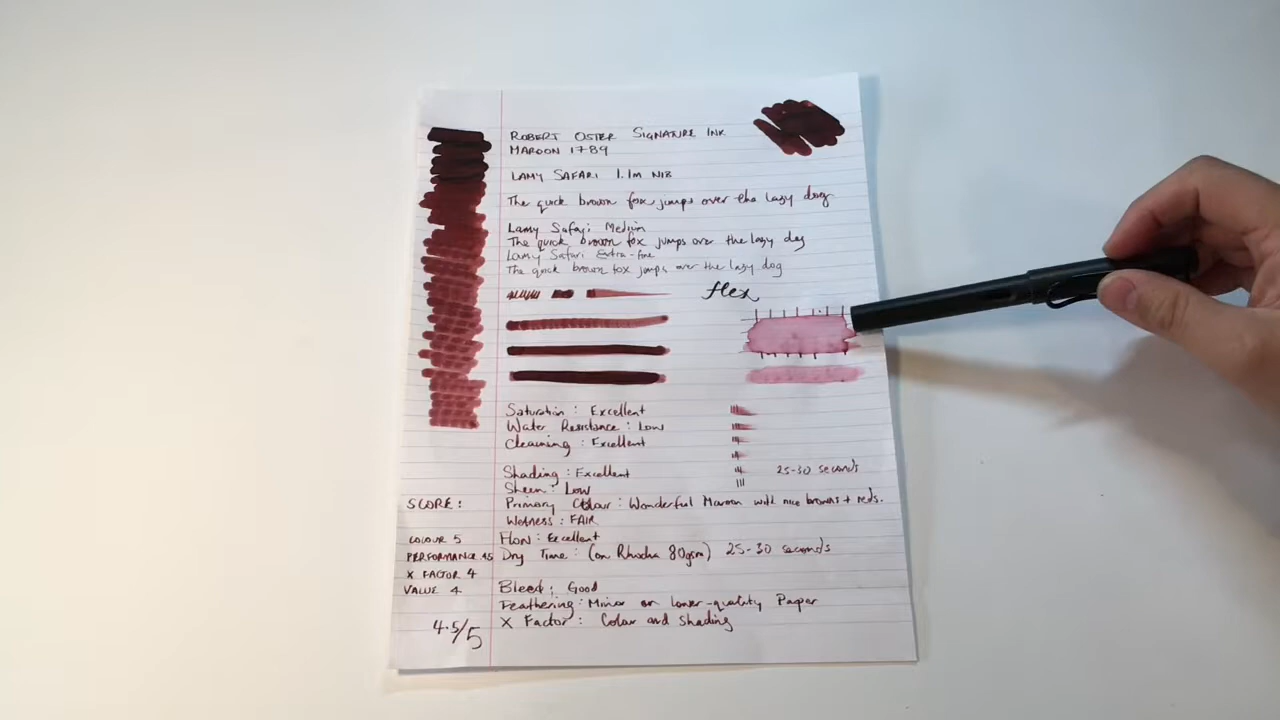 ROBERT OSTER SIGNATURE INK
MAROON 1789
LAMY SAFARI 1.1m NIB
The quick brown fox jumps over the lazy dog
Lamy Safari Medium
The quick brown fox jumps over the lazy dog
Lamy Safari Extra-fine
The quick brown fox jumps over the lazy dog
flex
Saturation : Excellent
Water Resistance : Low
Cleaning : Excellent
Shading : Excellent
25-30 seconds
Sheen : Low
Primary Colour : Wonderful Maroon with nice browns + reds.
Wetness : FAIR
Flow : Excellent
Dry Time : (on Rhodia 80gsm) 25-30 seconds
Bleed : Good
Feathering : Minor on lower-quality Paper
X Factor : Colour and Shading
SCORE :
COLOUR 5
PERFORMANCE 4.5
X FACTOR 4
VALUE 4
4.5/5